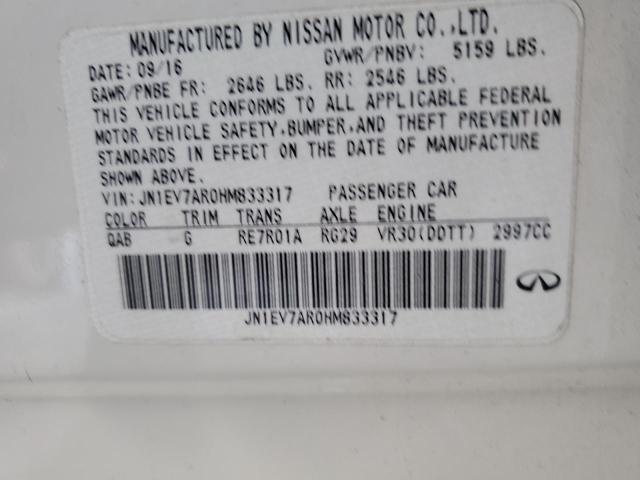 MANUFACTURED BY NISSAN MOTOR CO.,LTD.
DATE: 09/16 GVWR/PNBV: 5159 LBS.
GAWR/PNBE FR: 2646 LBS. RR: 2546 LBS.
THIS VEHICLE CONFORMS TO ALL APPLICABLE FEDERAL
MOTOR VEHICLE SAFETY,BUMPER,AND THEFT PREVENTION
STANDARDS IN EFFECT ON THE DATE OF MANUFACTURE
SHOWN ABOVE.
VIN: JN1EV7AR0HM833317 PASSENGER CAR
COLOR TRIM TRANS AXLE ENGINE
QAB G RE7R01A RG29 VR30(DDTT) 2997CC
JN1EV7AR0HM833317